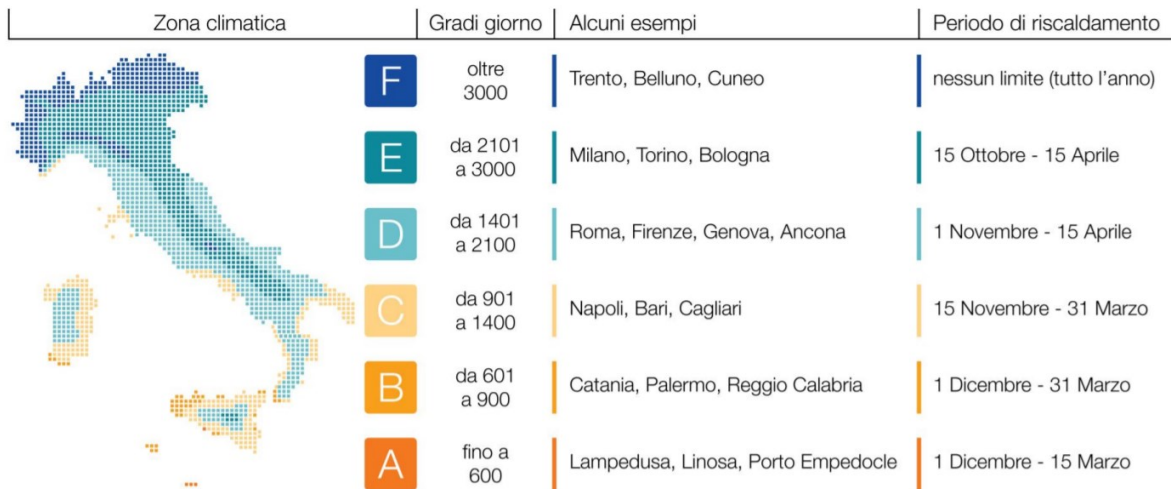 Zona climatica Gradi giorno Alcuni esempi Periodo di riscaldamento
F oltre 3000 Trento, Belluno, Cuneo nessun limite (tutto l'anno)
E da 2101 a 3000 Milano, Torino, Bologna 15 Ottobre - 15 Aprile
D da 1401 a 2100 Roma, Firenze, Genova, Ancona 1 Novembre - 15 Aprile
C da 901 a 1400 Napoli, Bari, Cagliari 15 Novembre - 31 Marzo
B da 601 a 900 Catania, Palermo, Reggio Calabria 1 Dicembre - 31 Marzo
A fino a 600 Lampedusa, Linosa, Porto Empedocle 1 Dicembre - 15 Marzo